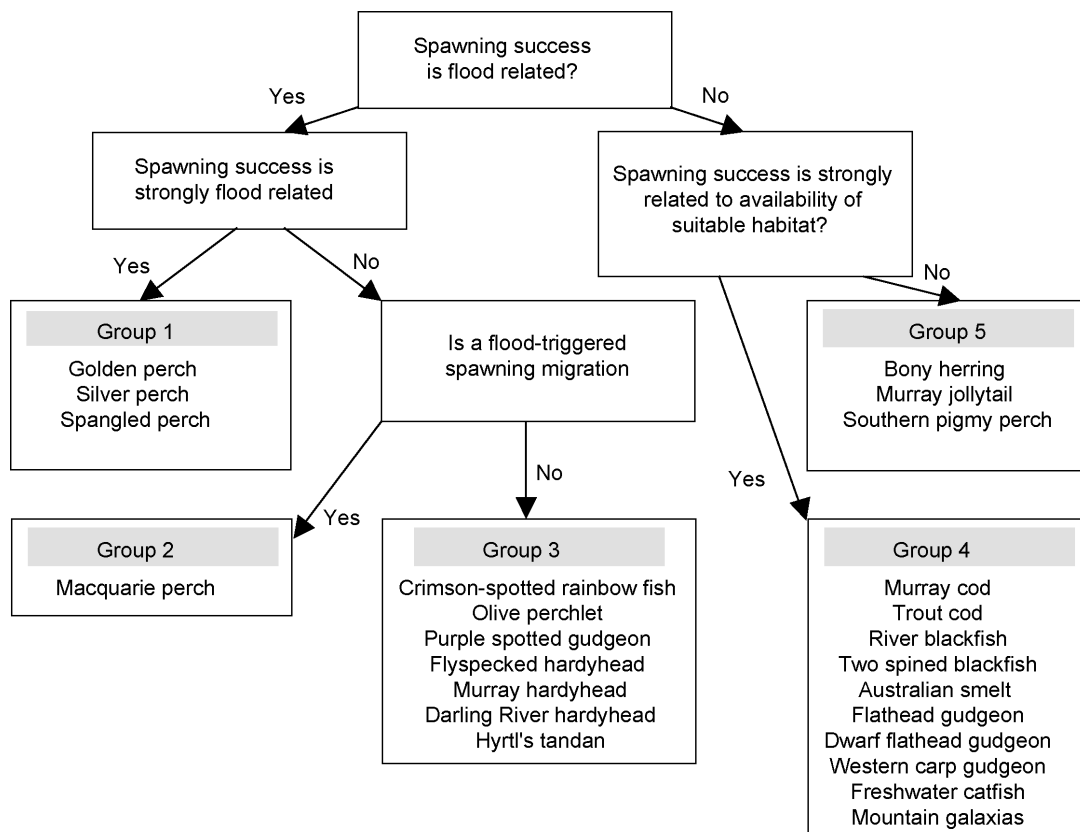 Spawning success
is flood related?
Yes
No
Spawning success is
strongly flood related
Spawning success is strongly
related to availability of
suitable habitat?
Yes
No
No
Group 1
Golden perch
Silver perch
Spangled perch
Is a flood-triggered
spawning migration
Group 5
Bony herring
Murray jollytail
Southern pigmy perch
Yes
No
Yes
Group 2
Macquarie perch
Group 3
Crimson-spotted rainbow fish
Olive perchlet
Purple spotted gudgeon
Flyspecked hardyhead
Murray hardyhead
Darling River hardyhead
Hyrtl's tandan
Group 4
Murray cod
Trout cod
River blackfish
Two spined blackfish
Australian smelt
Flathead gudgeon
Dwarf flathead gudgeon
Western carp gudgeon
Freshwater catfish
Mountain galaxias